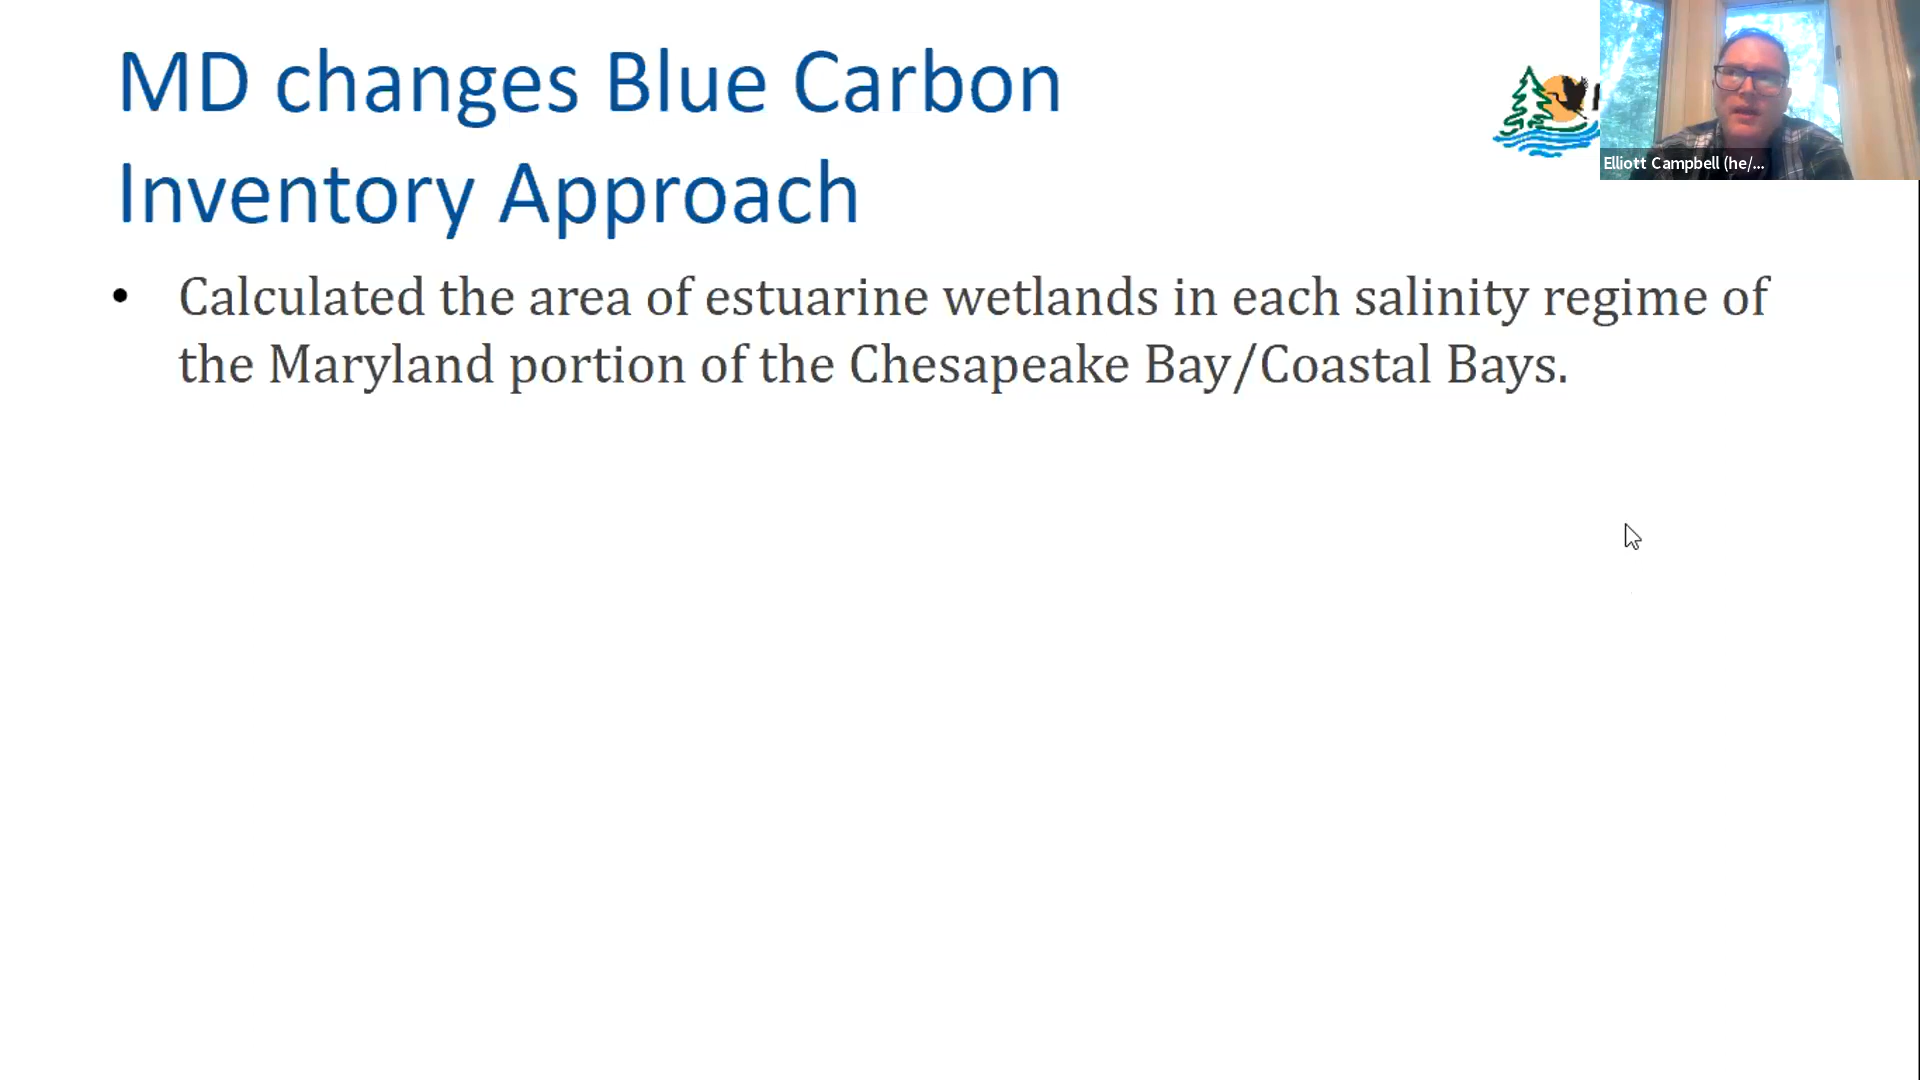 MD changes Blue Carbon
Inventory Approach
Elliott Campbell (he/...
• Calculated the area of estuarine wetlands in each salinity regime of
the Maryland portion of the Chesapeake Bay/Coastal Bays.